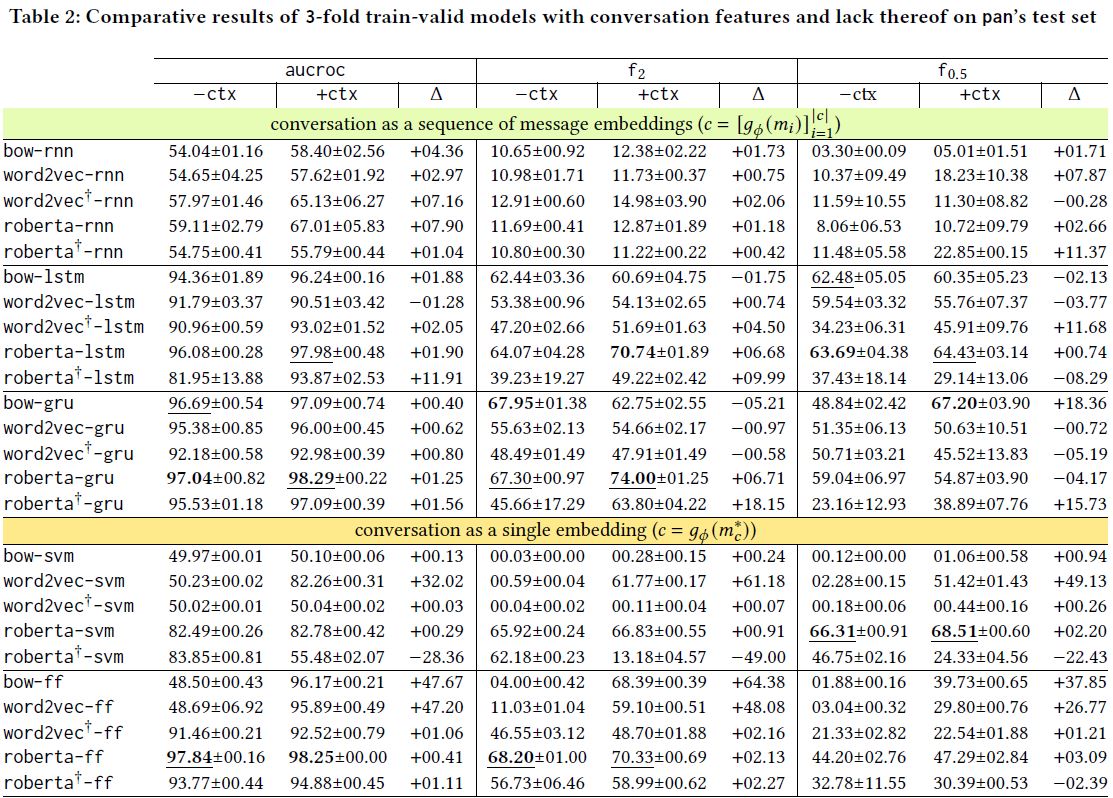 Table 2: Comparative results of 3-fold train-valid models with conversation features and lack thereof on pan's test set
aucroc f₂ f₀.₅
−ctx +ctx Δ −ctx +ctx Δ −ctx +ctx Δ
conversation as a sequence of message embeddings (c = [gϕ(mᵢ)]|c| i=1)
bow-rnn 54.04±01.16 58.40±02.56 +04.36 10.65±00.92 12.38±02.22 +01.73 03.30±00.09 05.01±01.51 +01.71
word2vec-rnn 54.65±04.25 57.62±01.92 +02.97 10.98±01.71 11.73±00.37 +00.75 10.37±09.49 18.23±10.38 +07.87
word2vec†-rnn 57.97±01.46 65.13±06.27 +07.16 12.91±00.60 14.98±03.90 +02.06 11.59±10.55 11.30±08.82 −00.28
roberta-rnn 59.11±02.79 67.01±05.83 +07.90 11.69±00.41 12.87±01.89 +01.18 8.06±06.53 10.72±09.79 +02.66
roberta†-rnn 54.75±00.41 55.79±00.44 +01.04 10.80±00.30 11.22±00.22 +00.42 11.48±05.58 22.85±00.15 +11.37
bow-lstm 94.36±01.89 96.24±00.16 +01.88 62.44±03.36 60.69±04.75 −01.75 62.48±05.05 60.35±05.23 −02.13
word2vec-lstm 91.79±03.37 90.51±03.42 −01.28 53.38±00.96 54.13±02.65 +00.74 59.54±03.32 55.76±07.37 −03.77
word2vec†-lstm 90.96±00.59 93.02±01.52 +02.05 47.20±02.66 51.69±01.63 +04.50 34.23±06.31 45.91±09.76 +11.68
roberta-lstm 96.08±00.28 97.98±00.48 +01.90 64.07±04.28 70.74±01.89 +06.68 63.69±04.38 64.43±03.14 +00.74
roberta†-lstm 81.95±13.88 93.87±02.53 +11.91 39.23±19.27 49.22±02.42 +09.99 37.43±18.14 29.14±13.06 −08.29
bow-gru 96.69±00.54 97.09±00.74 +00.40 67.95±01.38 62.75±02.55 −05.21 48.84±02.42 67.20±03.90 +18.36
word2vec-gru 95.38±00.85 96.00±00.45 +00.62 55.63±02.13 54.66±02.17 −00.97 51.35±06.13 50.63±10.51 −00.72
word2vec†-gru 92.18±00.58 92.98±00.39 +00.80 48.49±01.49 47.91±01.49 −00.58 50.71±03.21 45.52±13.83 −05.19
roberta-gru 97.04±00.82 98.29±00.22 +01.25 67.30±00.97 74.00±01.25 +06.71 59.04±06.97 54.87±03.90 −04.17
roberta†-gru 95.53±01.18 97.09±00.39 +01.56 45.66±17.29 63.80±04.22 +18.15 23.16±12.93 38.89±07.76 +15.73
conversation as a single embedding (c = gϕ(m*c))
bow-svm 49.97±00.01 50.10±00.06 +00.13 00.03±00.00 00.28±00.15 +00.24 00.12±00.00 01.06±00.58 +00.94
word2vec-svm 50.23±00.02 82.26±00.31 +32.02 00.59±00.04 61.77±00.17 +61.18 02.28±00.15 51.42±01.43 +49.13
word2vec†-svm 50.02±00.01 50.04±00.02 +00.03 00.04±00.02 00.11±00.04 +00.07 00.18±00.06 00.44±00.16 +00.26
roberta-svm 82.49±00.26 82.78±00.42 +00.29 65.92±00.24 66.83±00.55 +00.91 66.31±00.91 68.51±00.60 +02.20
roberta†-svm 83.85±00.81 55.48±02.07 −28.36 62.18±00.23 13.18±04.57 −49.00 46.75±02.16 24.33±04.56 −22.43
bow-ff 48.50±00.43 96.17±00.21 +47.67 04.00±00.42 68.39±00.39 +64.38 01.88±00.16 39.73±00.65 +37.85
word2vec-ff 48.69±06.92 95.89±00.49 +47.20 11.03±01.04 59.10±00.51 +48.08 03.04±00.32 29.80±00.76 +26.77
word2vec†-ff 91.46±00.21 92.52±00.79 +01.06 46.55±03.12 48.70±01.88 +02.16 21.33±02.82 22.54±01.88 +01.21
roberta-ff 97.84±00.16 98.25±00.00 +00.41 68.20±01.00 70.33±00.69 +02.13 44.20±02.76 47.29±02.84 +03.09
roberta†-ff 93.77±00.44 94.88±00.45 +01.11 56.73±06.46 58.99±00.62 +02.27 32.78±11.55 30.39±00.53 −02.39